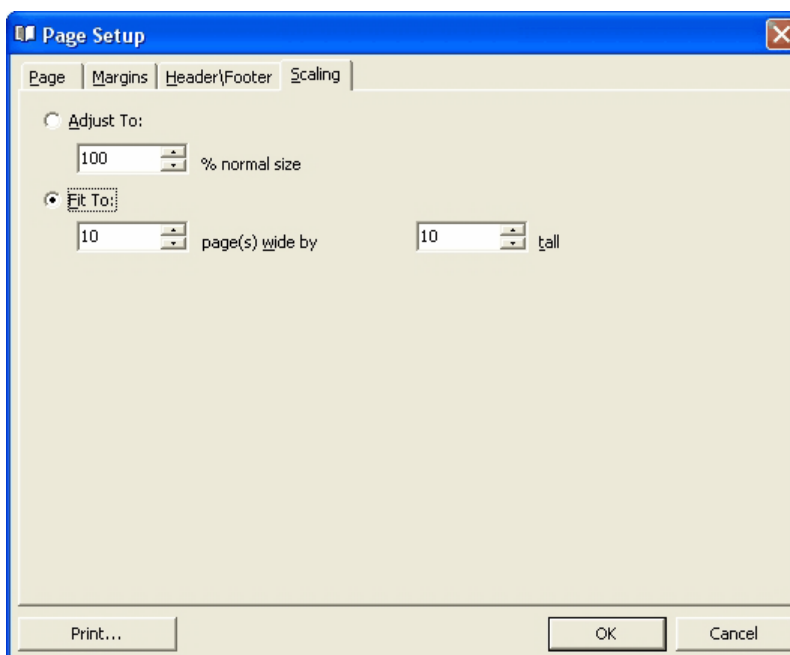 Page Setup
Page Margins Header\Footer Scaling
Adjust To:
100 % normal size
Fit To:
10 page(s) wide by 10 tall
Print... OK Cancel